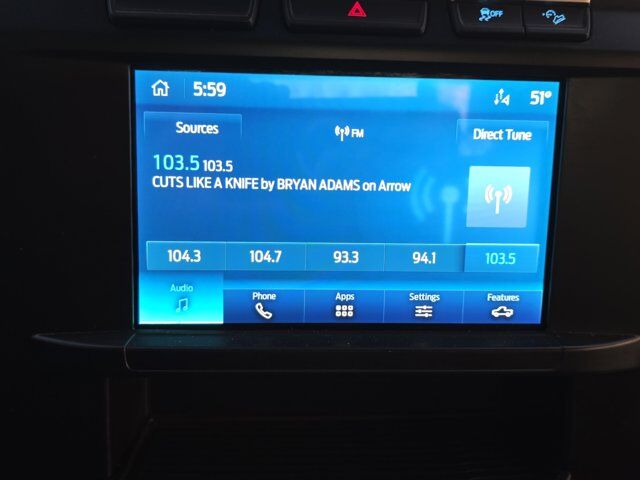 OFF
5:59
51°
Sources
FM
Direct Tune
103.5 103.5
CUTS LIKE A KNIFE by BRYAN ADAMS on Arrow
104.3 104.7 93.3 94.1 103.5
Audio Phone Apps Settings Features